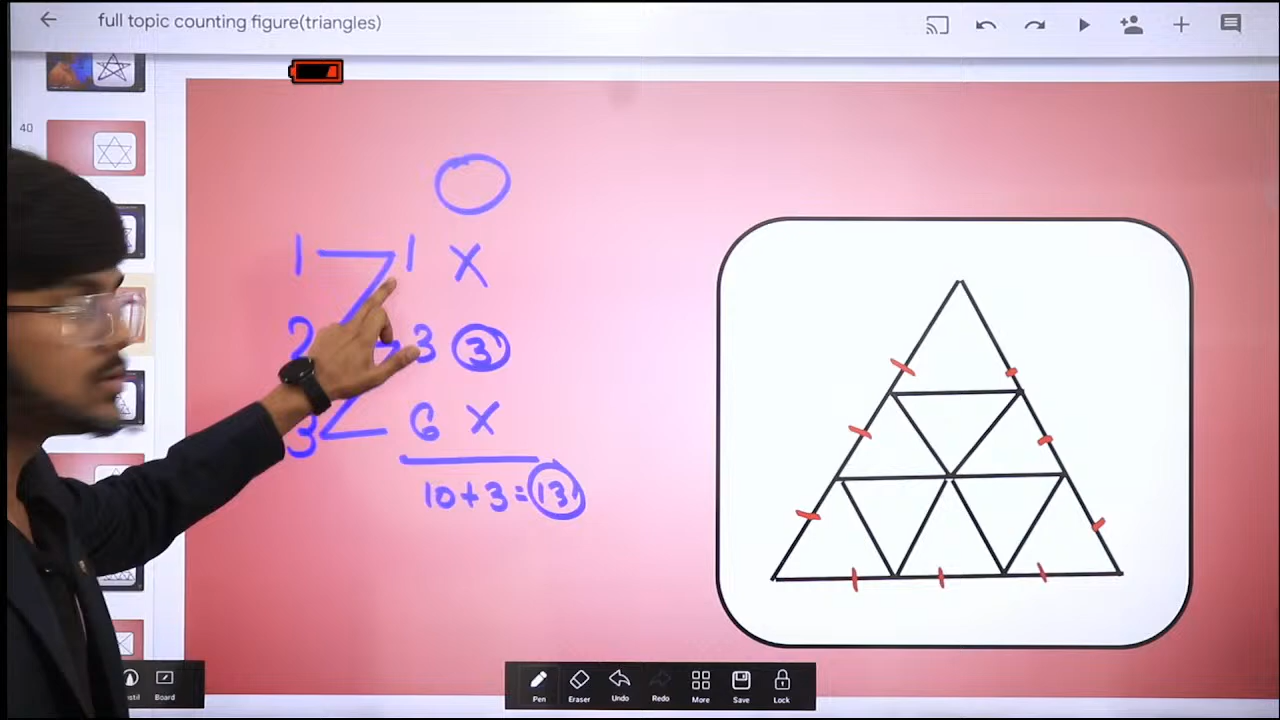 full topic counting figure(triangles)
40
1 1 X
2 3 3
3 6 X
10+3=13
Board
Pen Eraser Undo Redo More Save Lock